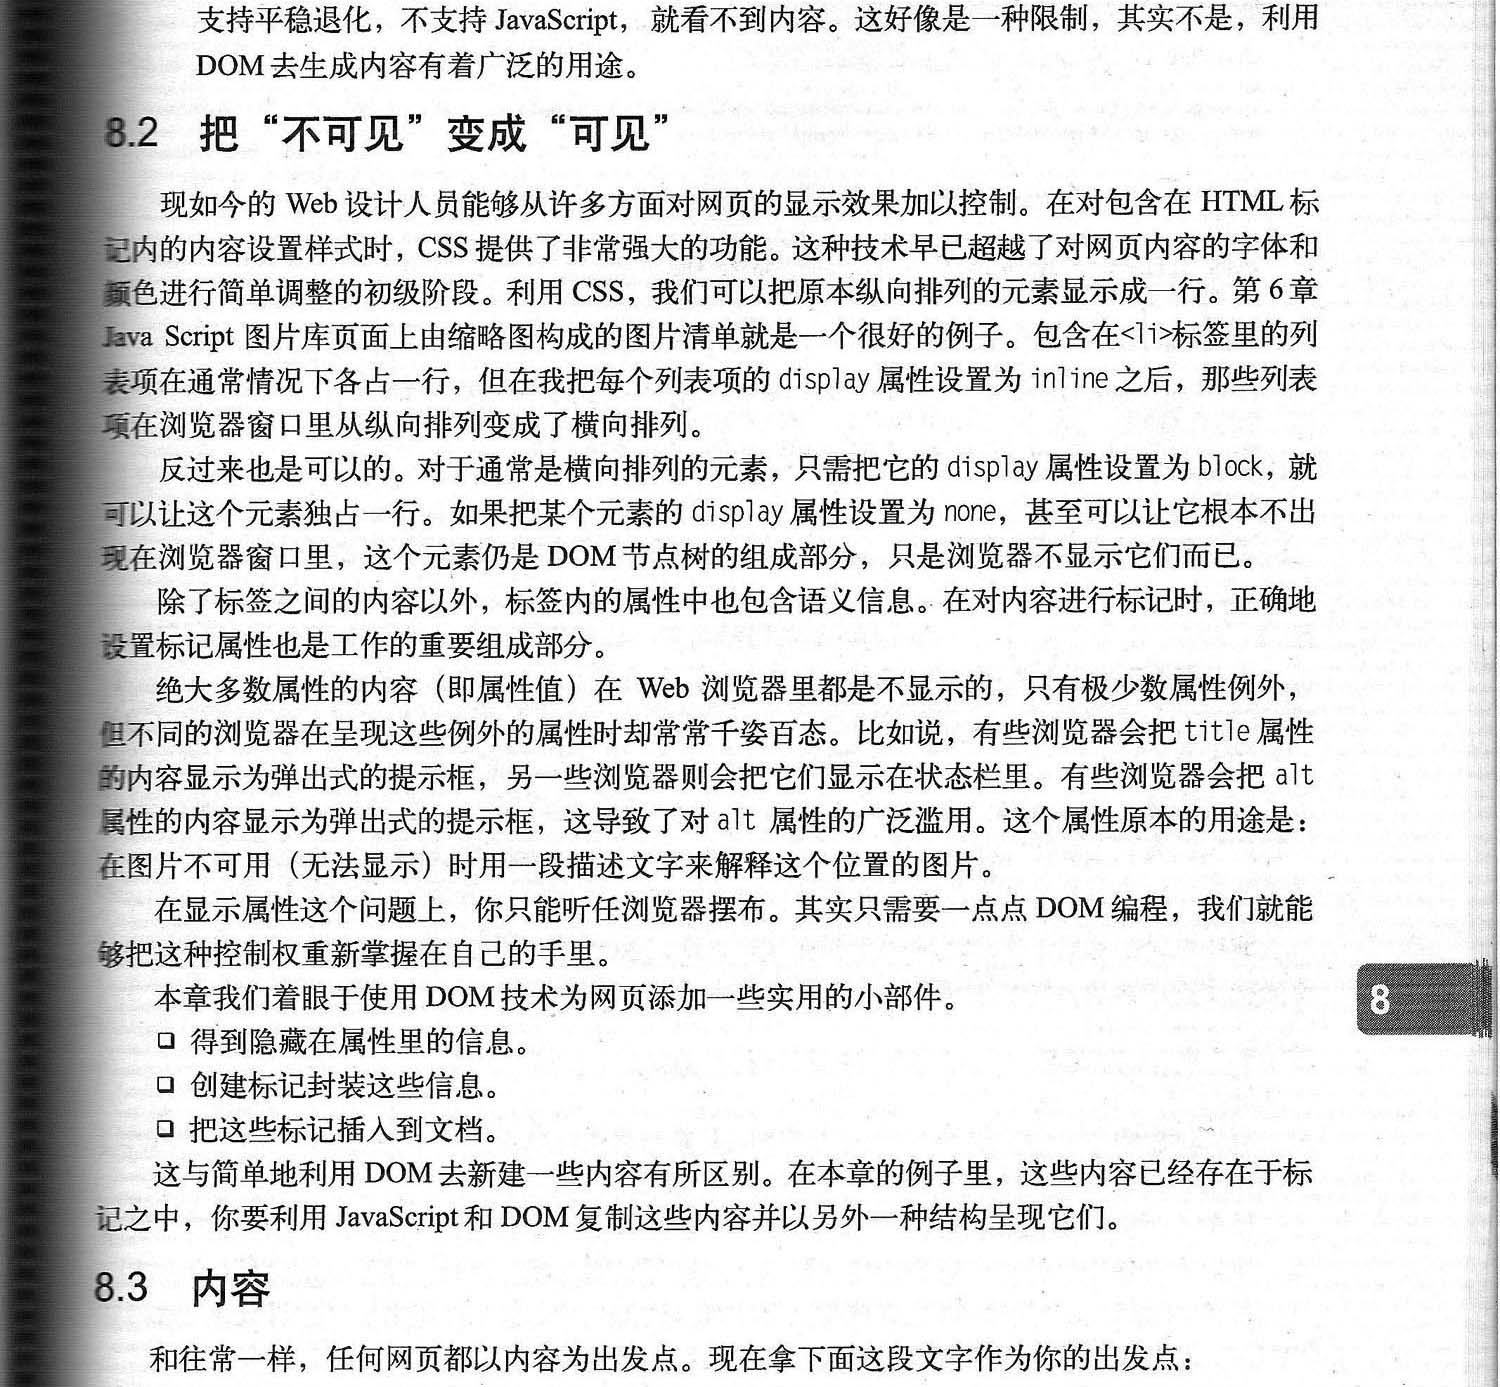 支持平稳退化，不支持 JavaScript，就看不到内容。这好像是一种限制，其实不是，利用
DOM 去生成内容有着广泛的用途。
8.2 把“不可见”变成“可见”
现如今的 Web 设计人员能够从许多方面对网页的显示效果加以控制。在对包含在 HTML 标
记内的内容设置样式时，CSS 提供了非常强大的功能。这种技术早已超越了对网页内容的字体和
颜色进行简单调整的初级阶段。利用 CSS，我们可以把原本纵向排列的元素显示成一行。第 6 章
Java Script 图片库页面上由缩略图构成的图片清单就是一个很好的例子。包含在<li>标签里的列
表项在通常情况下各占一行，但在我把每个列表项的 display 属性设置为 inline 之后，那些列表
项在浏览器窗口里从纵向排列变成了横向排列。
反过来也是可以的。对于通常是横向排列的元素，只需把它的 display 属性设置为 block，就
可以让这个元素独占一行。如果把某个元素的 display 属性设置为 none，甚至可以让它根本不出
现在浏览器窗口里，这个元素仍是 DOM 节点树的组成部分，只是浏览器不显示它们而已。
除了标签之间的内容以外，标签内的属性中也包含语义信息。在对内容进行标记时，正确地
设置标记属性也是工作的重要组成部分。
绝大多数属性的内容（即属性值）在 Web 浏览器里都是不显示的，只有极少数属性例外，
但不同的浏览器在呈现这些例外的属性时却常常千姿百态。比如说，有些浏览器会把 title 属性
的内容显示为弹出式的提示框，另一些浏览器则会把它们显示在状态栏里。有些浏览器会把 alt
属性的内容显示为弹出式的提示框，这导致了对 alt 属性的广泛滥用。这个属性原本的用途是：
在图片不可用（无法显示）时用一段描述文字来解释这个位置的图片。
在显示属性这个问题上，你只能听任浏览器摆布。其实只需要一点点 DOM 编程，我们就能
够把这种控制权重新掌握在自己的手里。
本章我们着眼于使用 DOM 技术为网页添加一些实用的小部件。
❑ 得到隐藏在属性里的信息。
❑ 创建标记封装这些信息。
❑ 把这些标记插入到文档。
这与简单地利用 DOM 去新建一些内容有所区别。在本章的例子里，这些内容已经存在于标
记之中，你要利用 JavaScript 和 DOM 复制这些内容并以另外一种结构呈现它们。
8
8.3 内容
和往常一样，任何网页都以内容为出发点。现在拿下面这段文字作为你的出发点：